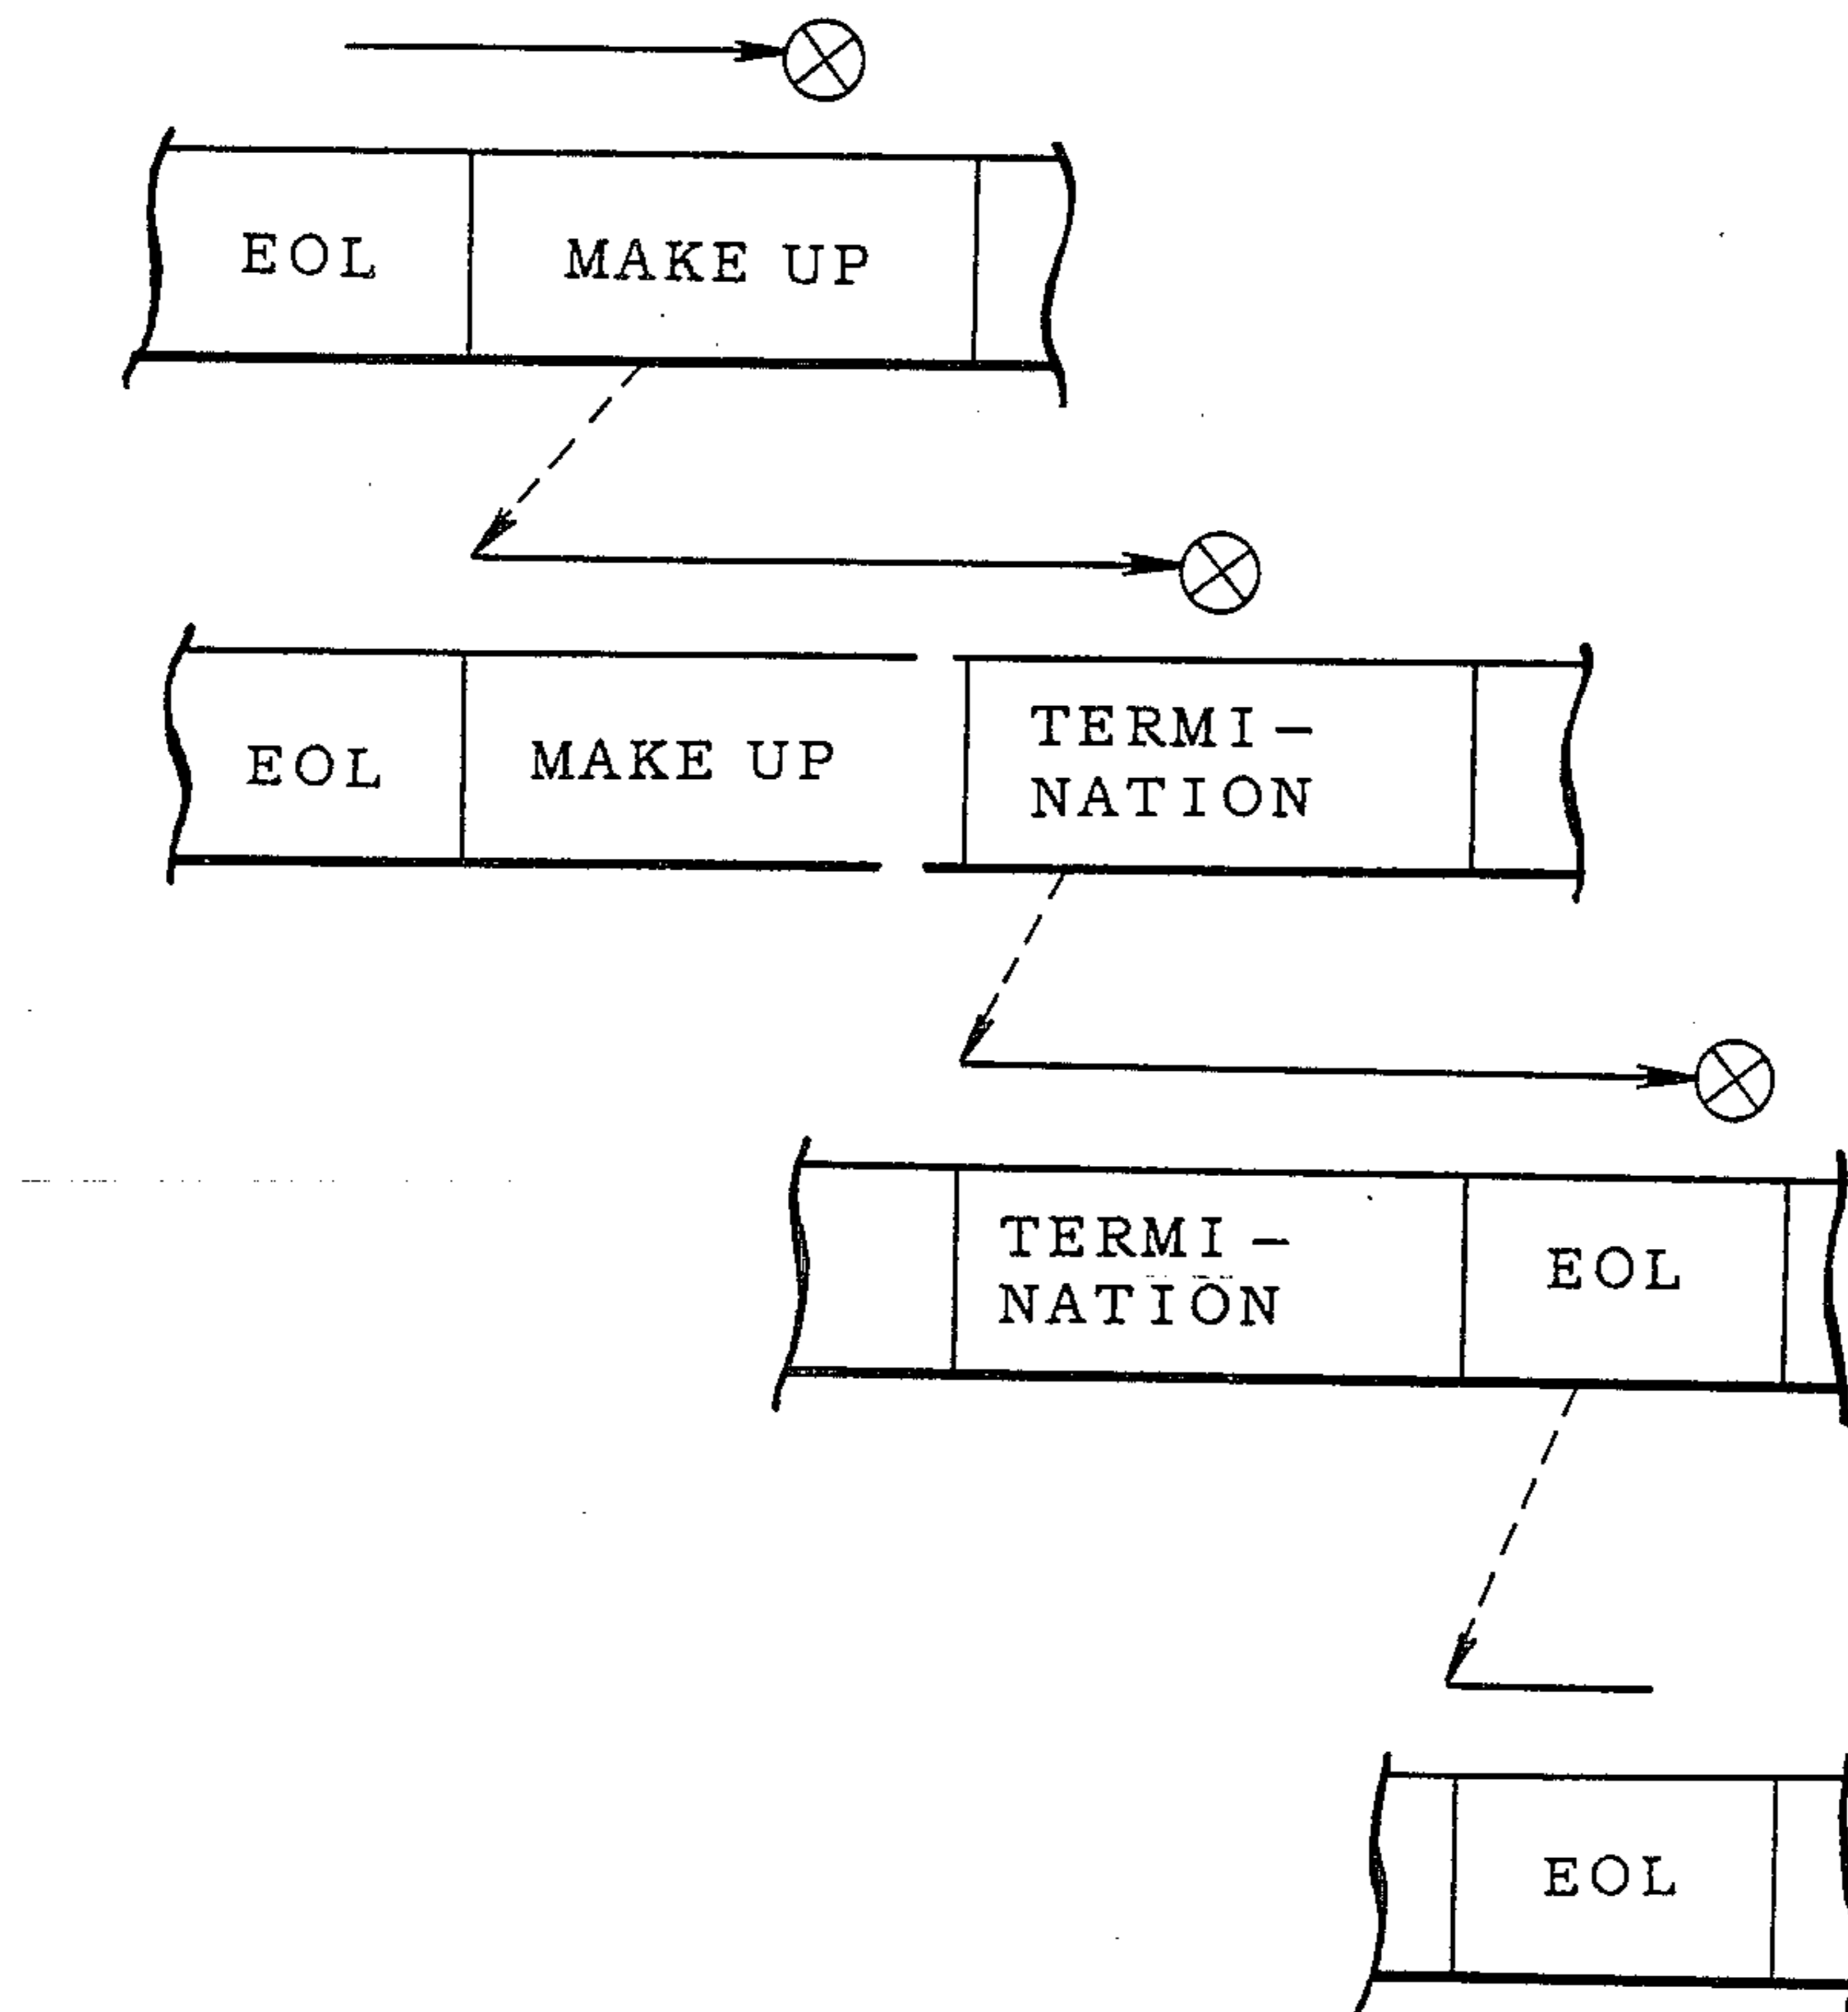 EOL MAKE UP
EOL MAKE UP TERMI-
NATION
TERMI- EOL
NATION
EOL